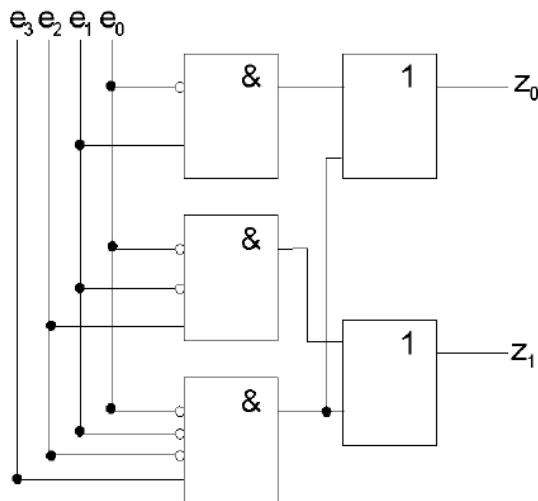 e₃ e₂ e₁ e₀
& 1 z₀
&
1 z₁
&